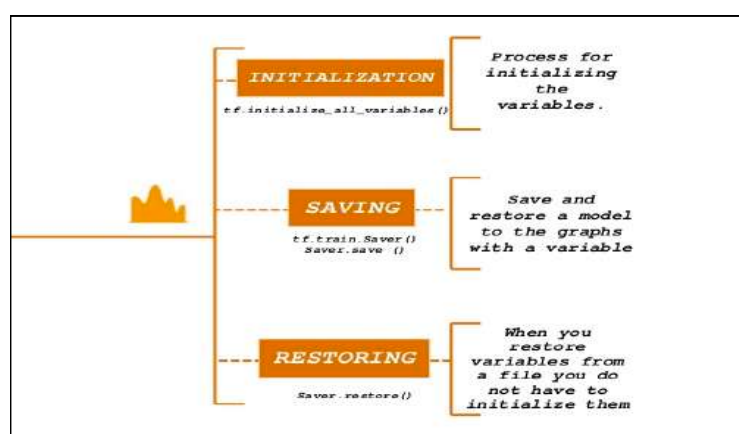 INITIALIZATION
tf.initialize_all_variables()
Process for
initializing
the
variables.
SAVING
tf.train.Saver()
Saver.save ()
Save and
restore a model
to the graphs
with a variable
RESTORING
Saver.restore()
When you
restore
variables from
a file you do
not have to
initialize them